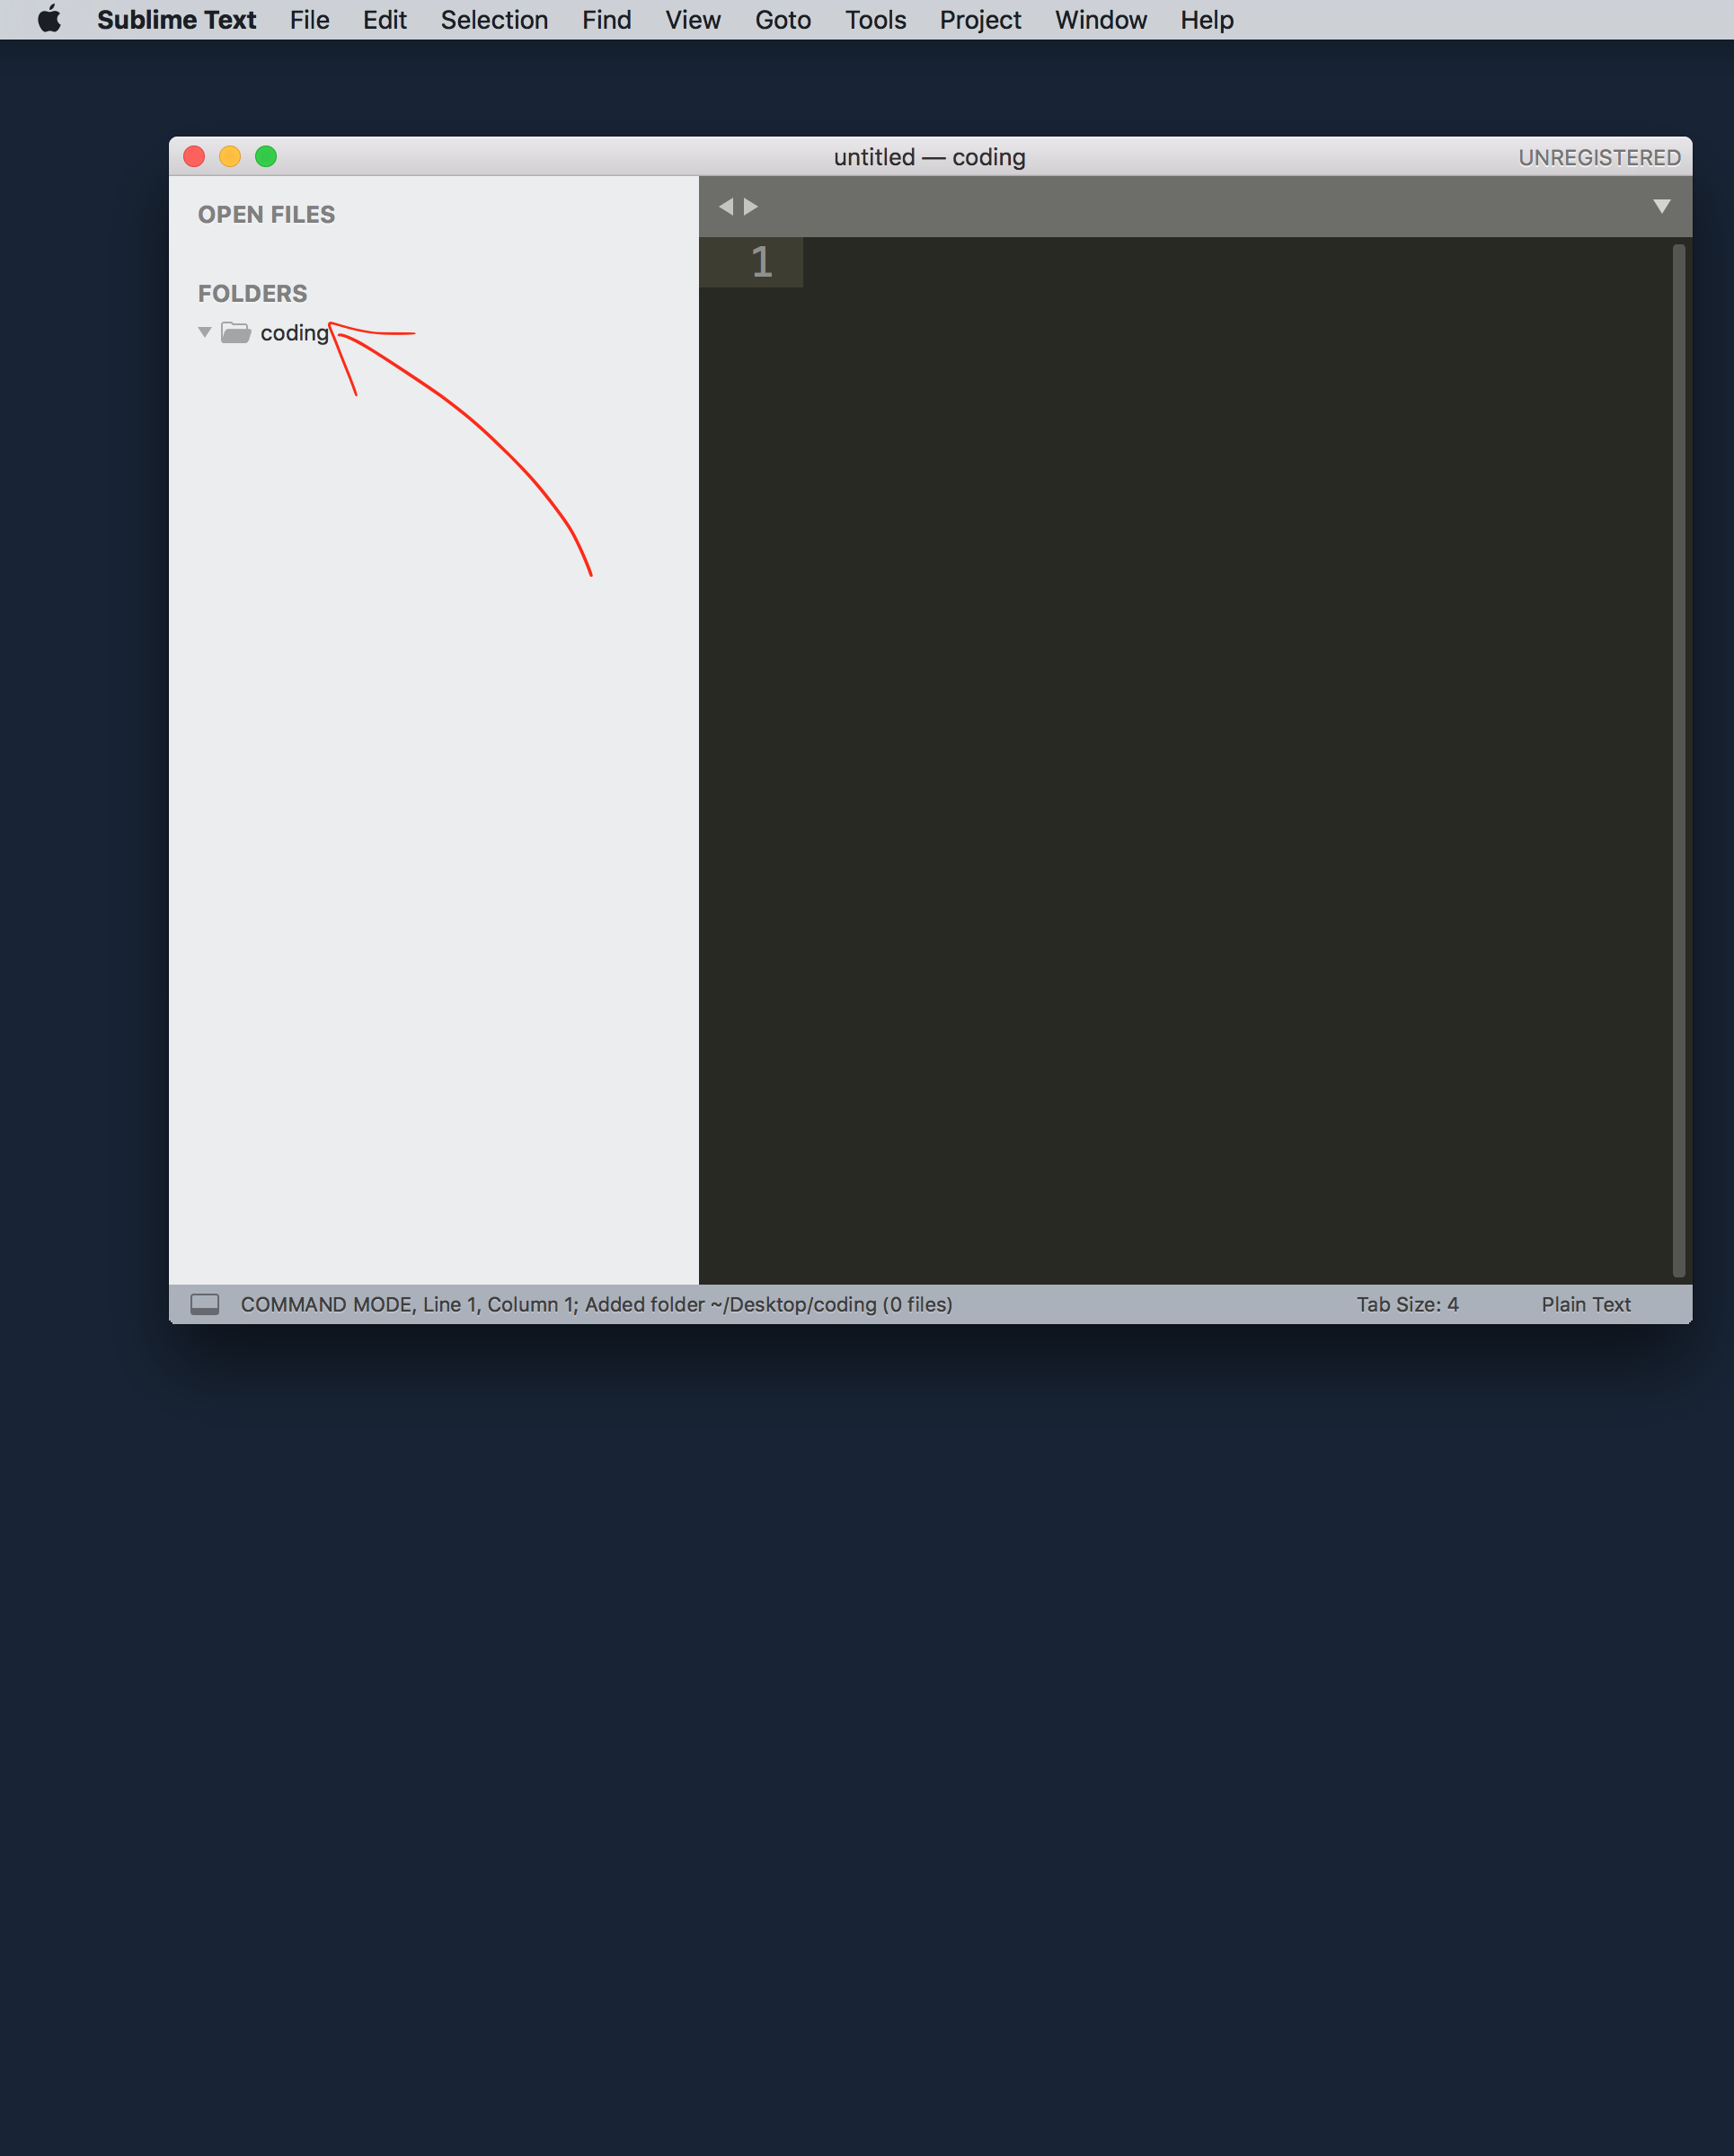 Sublime Text File Edit Selection Find View Goto Tools Project Window Help
untitled — coding UNREGISTERED
OPEN FILES
FOLDERS
coding
1
COMMAND MODE, Line 1, Column 1; Added folder ~/Desktop/coding (0 files) Tab Size: 4 Plain Text